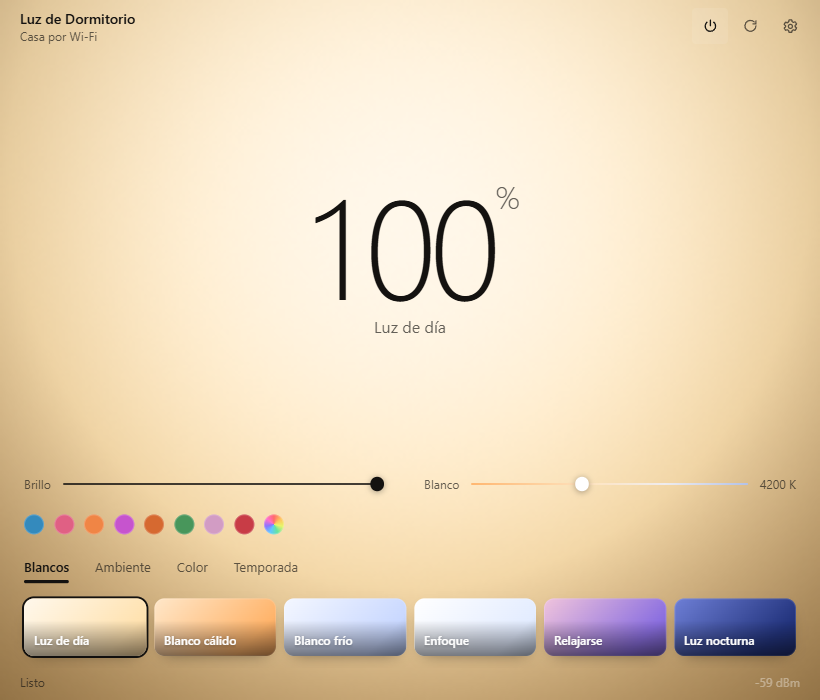 Luz de Dormitorio
Casa por Wi-Fi
100%
Luz de día
Brillo
Blanco
4200 K
Blancos
Ambiente
Color
Temporada
Luz de día
Blanco cálido
Blanco frío
Enfoque
Relajarse
Luz nocturna
Listo
-59 dBm